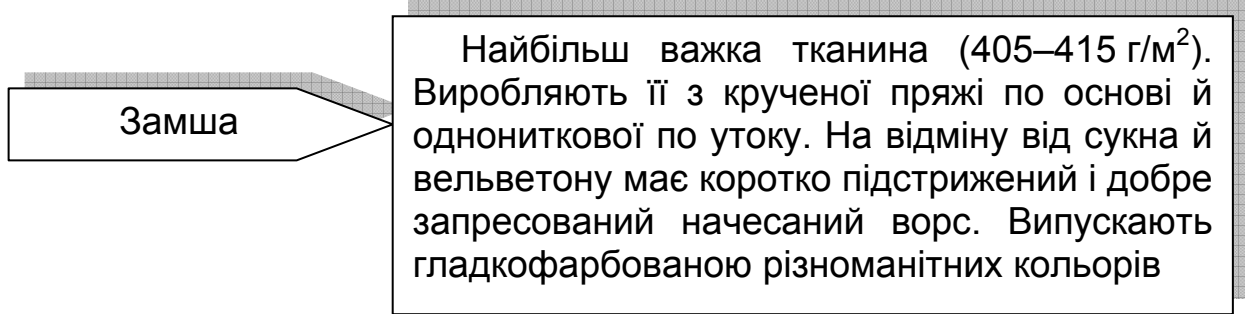 Замша
Найбільш важка тканина (405–415 г/м²).
Виробляють її з крученої пряжі по основі й
однониткової по утоку. На відміну від сукна й
вельветону має коротко підстрижений і добре
запресований начесаний ворс. Випускають
гладкофарбованою різноманітних кольорів